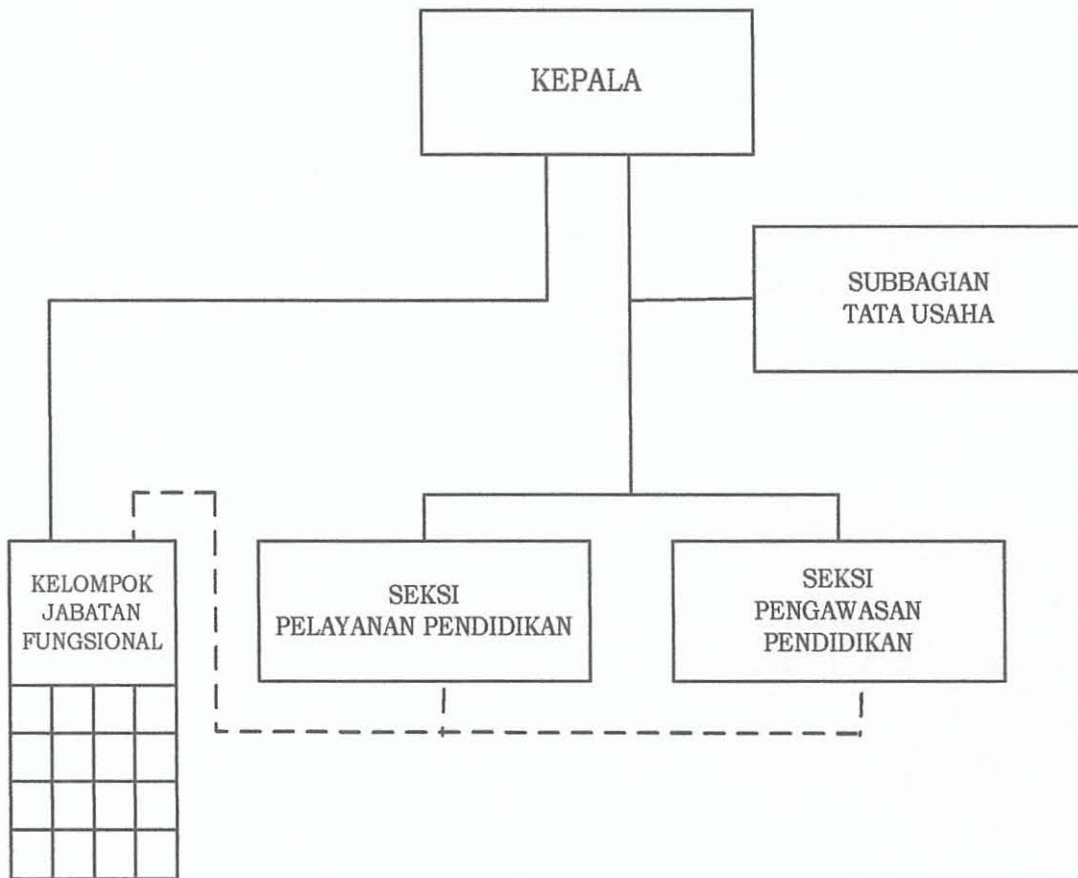 KEPALA
SUBBAGIAN
TATA USAHA
KELOMPOK
JABATAN
FUNGSIONAL
SEKSI
PELAYANAN PENDIDIKAN
SEKSI
PENGAWASAN
PENDIDIKAN